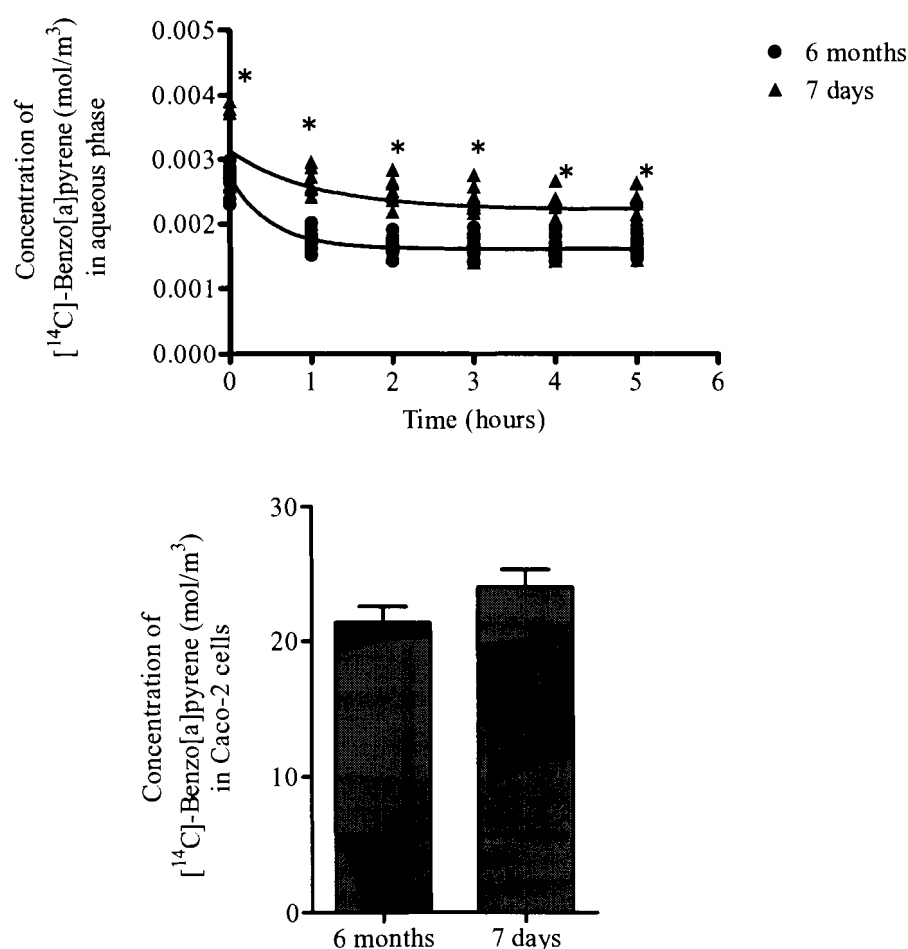 Concentration of
[¹⁴C]-Benzo[a]pyrene (mol/m³)
in aqueous phase
0.005
0.004
0.003
0.002
0.001
0.000
* * * * * *
0 1 2 3 4 5 6
Time (hours)
● 6 months
▲ 7 days
Concentration of
[¹⁴C]-Benzo[a]pyrene (mol/m³)
in Caco-2 cells
30
20
10
0
6 months 7 days